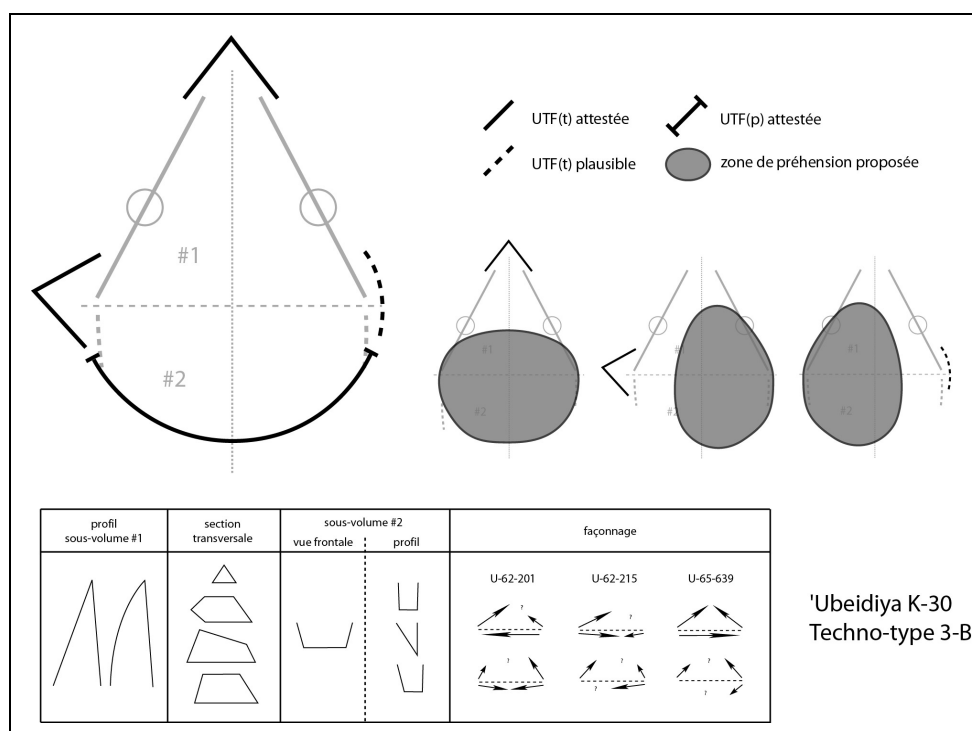 UTF(t) attestée
UTF(p) attestée
UTF(t) plausible
zone de préhension proposée
#1
#2
#1
#2
#
#2
#1
#2
profil
sous-volume #1
section
transversale
sous-volume #2
vue frontale
profil
façonnage
U-62-201
U-62-215
U-65-639
?
?
?
?
?
?
?
?
?
'Ubeidiya K-30
Techno-type 3-B